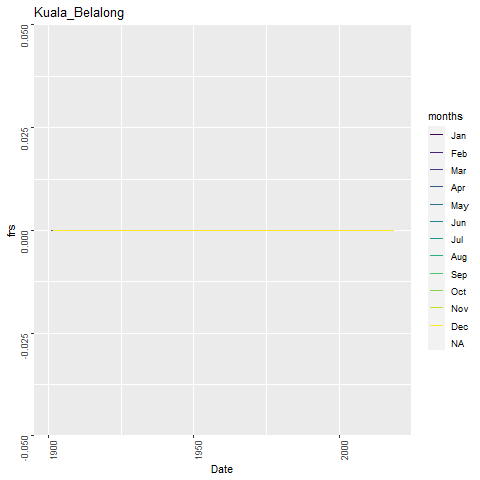 Kuala_Belalong
0.050
0.025
0.000
-0.025
-0.050
frs
1900
1950
2000
Date
months
Jan
Feb
Mar
Apr
May
Jun
Jul
Aug
Sep
Oct
Nov
Dec
NA